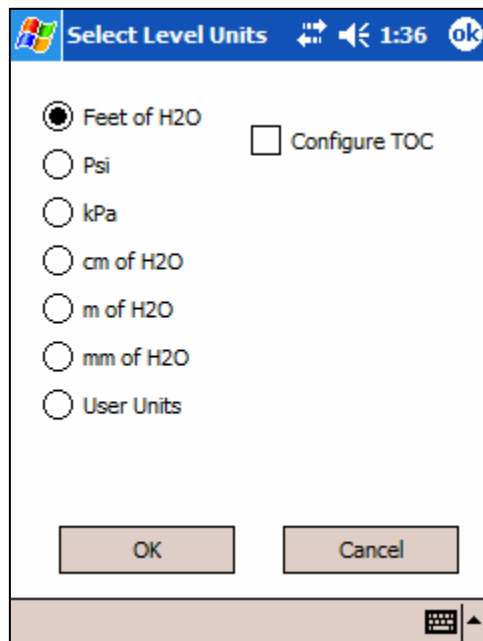 Select Level Units 1:36 ok
Feet of H2O
Configure TOC
Psi
kPa
cm of H2O
m of H2O
mm of H2O
User Units
OK Cancel